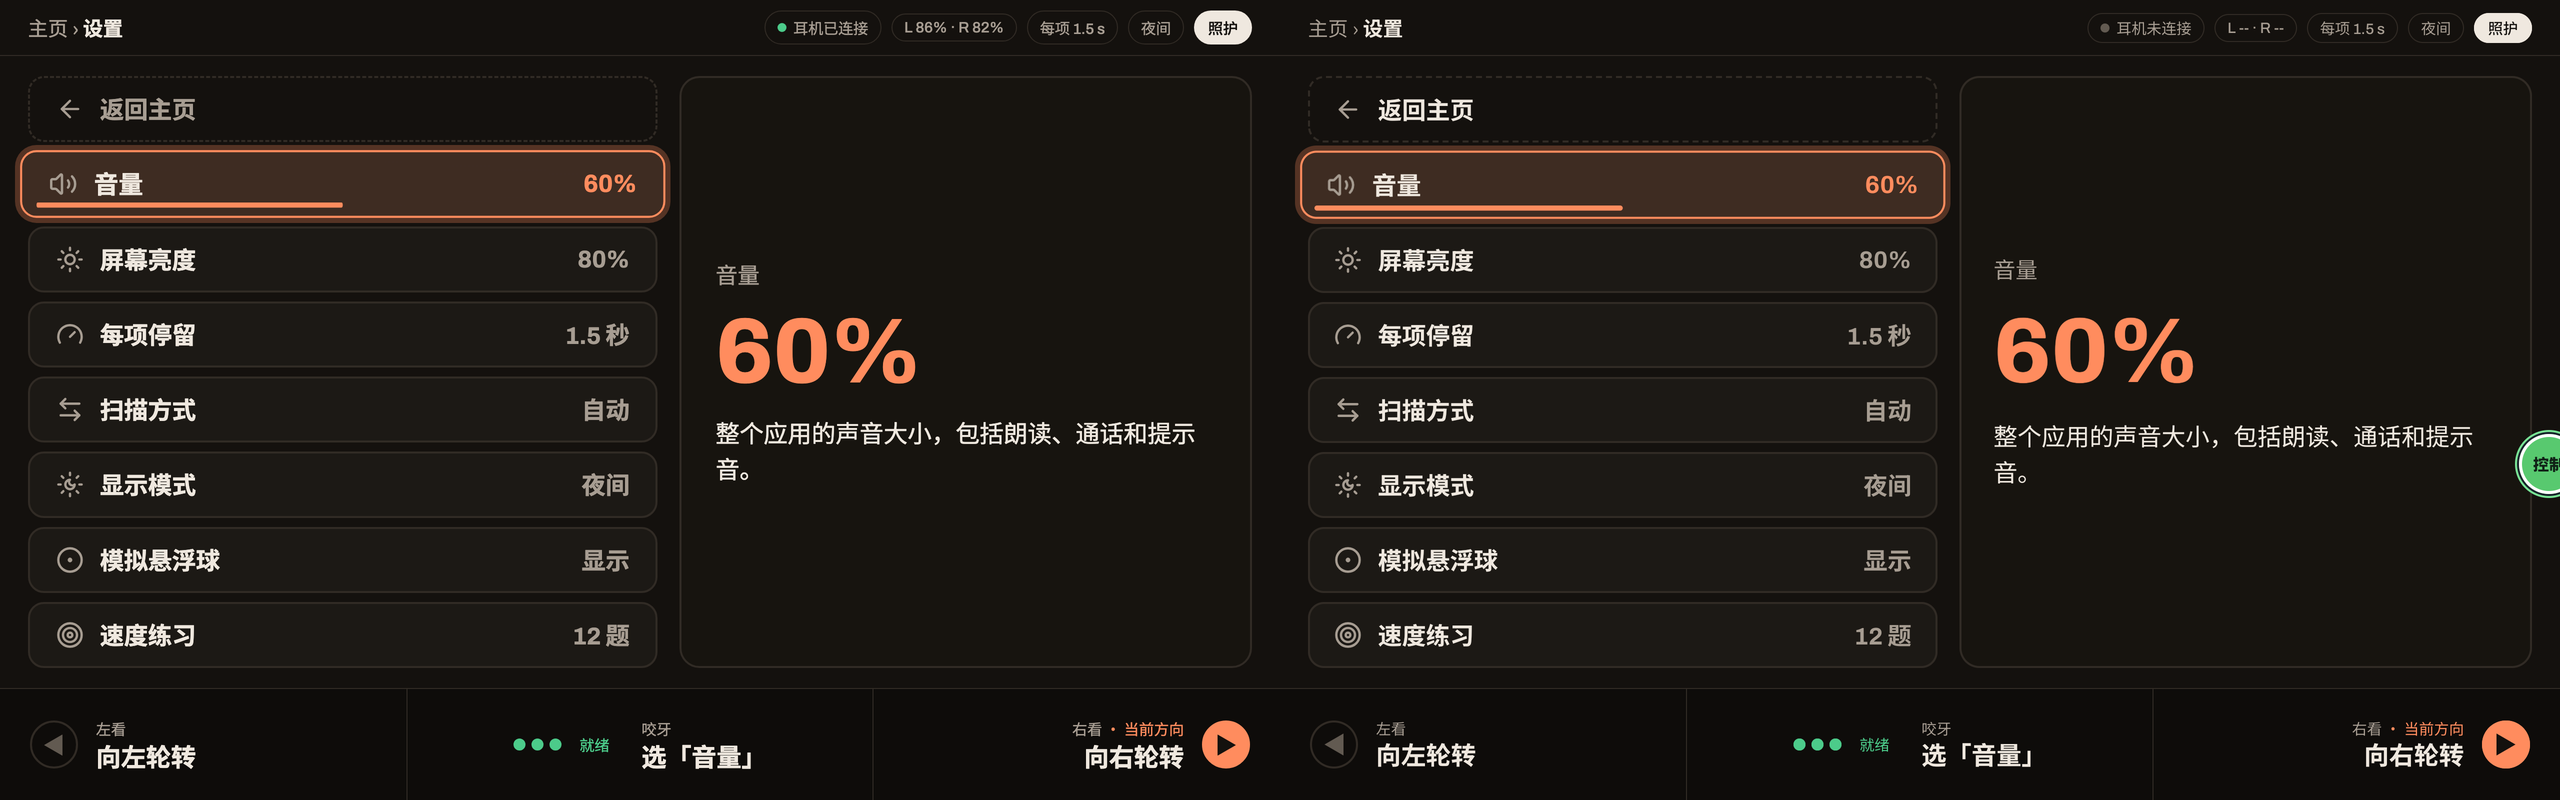 主页 › 设置
耳机已连接
L 86% · R 82%
每项 1.5 s
夜间
照护
返回主页
音量
60%
屏幕亮度
80%
每项停留
1.5 秒
扫描方式
自动
显示模式
夜间
模拟悬浮球
显示
速度练习
12 题
音量
60%
整个应用的声音大小，包括朗读、通话和提示
音。
左看
向左轮转
就绪
咬牙
选「音量」
右看 · 当前方向
向右轮转
主页 › 设置
耳机未连接
L -- · R --
每项 1.5 s
夜间
照护
返回主页
音量
60%
屏幕亮度
80%
每项停留
1.5 秒
扫描方式
自动
显示模式
夜间
模拟悬浮球
显示
速度练习
12 题
音量
60%
整个应用的声音大小，包括朗读、通话和提示
音。
控制
左看
向左轮转
就绪
咬牙
选「音量」
右看 · 当前方向
向右轮转